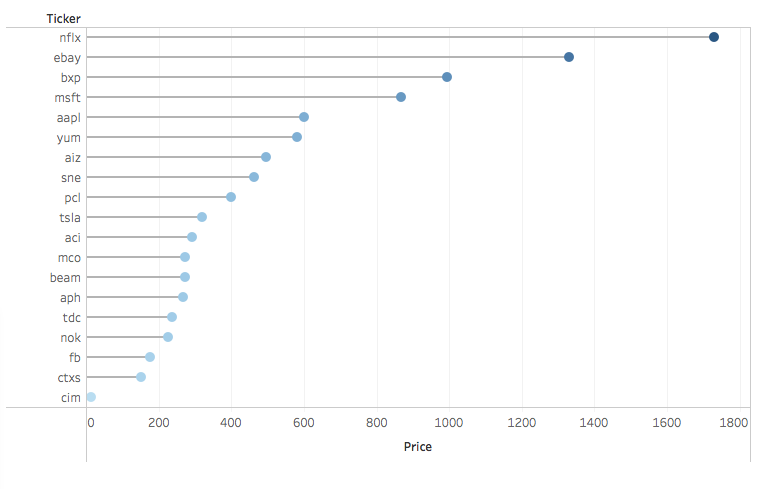 Ticker
nflx
ebay
bxp
msft
aapl
yum
aiz
sne
pcl
tsla
aci
mco
beam
aph
tdc
nok
fb
ctxs
cim
0 200 400 600 800 1000 1200 1400 1600 1800
Price